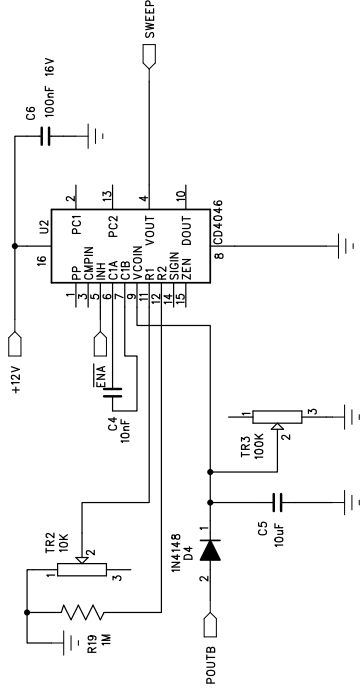 SWEEP
C6
100nF 16V
+12V
U2
16
1
PP
3
CMPIN
5
INH
6
C1A
7
C1B
9
VCOIN
11
R1
12
R2
14
SIGIN
15
ZEN
PC1
2
PC2
13
VOUT
4
DOUT
10
CD4046
8
ENA
C4
10nF
TR2
10K
1
2
3
R19
1M
TR3
100K
1
2
3
1N4148
D4
2
1
C5
10uF
POUTB